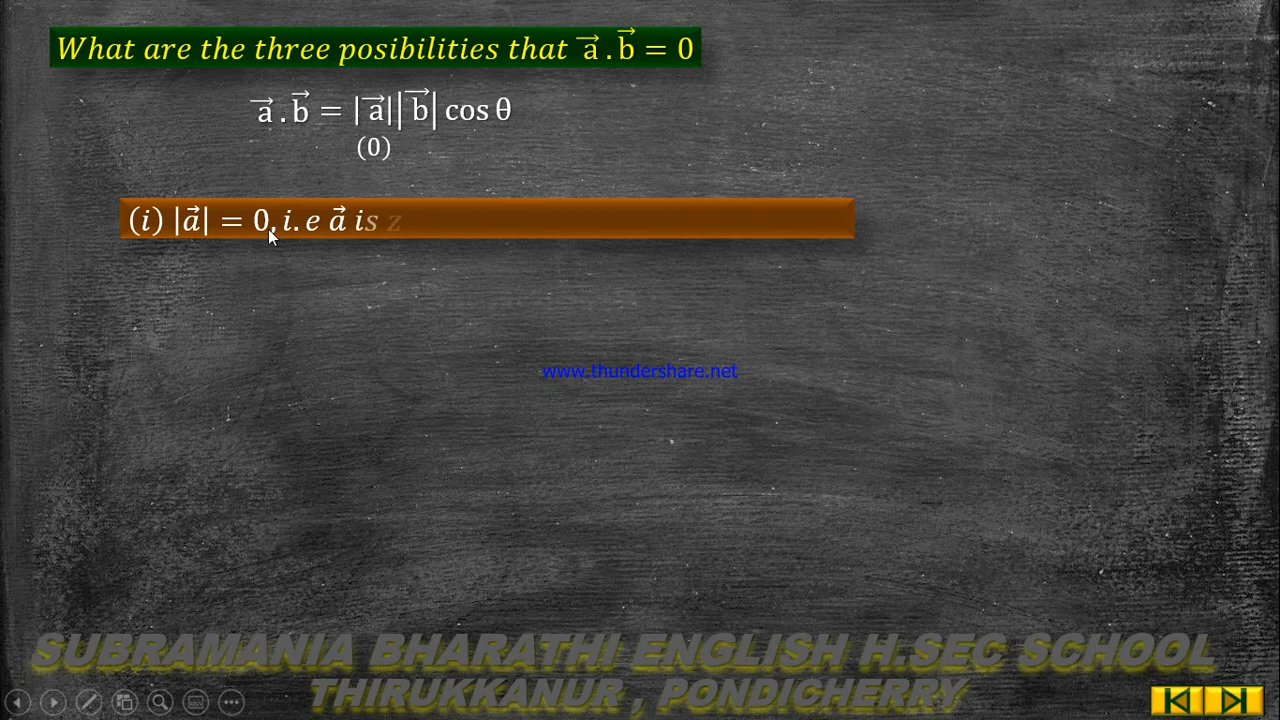 What are the three posibilities that a⃗ . b⃗ = 0
a⃗ . b⃗ = |a⃗||b⃗| cos θ
(0)
(i) |a⃗| = 0, i.e a⃗ is z
www.thundershare.net
SUBRAMANIA BHARATHI ENGLISH H.SEC SCHOOL
THIRUKKANUR , PONDICHERRY